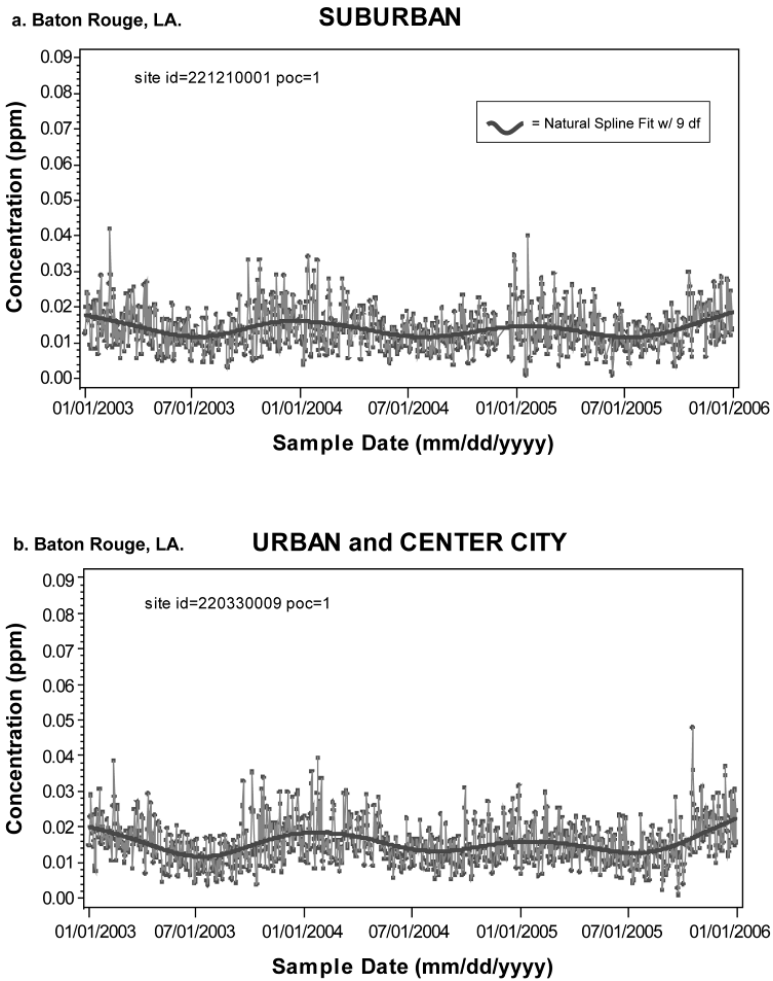 a. Baton Rouge, LA. SUBURBAN
site id=221210001 poc=1
= Natural Spline Fit w/ 9 df
Concentration (ppm)
0.09
0.08
0.07
0.06
0.05
0.04
0.03
0.02
0.01
0.00
01/01/2003 07/01/2003 01/01/2004 07/01/2004 01/01/2005 07/01/2005 01/01/2006
Sample Date (mm/dd/yyyy)
b. Baton Rouge, LA. URBAN and CENTER CITY
site id=220330009 poc=1
Concentration (ppm)
0.09
0.08
0.07
0.06
0.05
0.04
0.03
0.02
0.01
0.00
01/01/2003 07/01/2003 01/01/2004 07/01/2004 01/01/2005 07/01/2005 01/01/2006
Sample Date (mm/dd/yyyy)